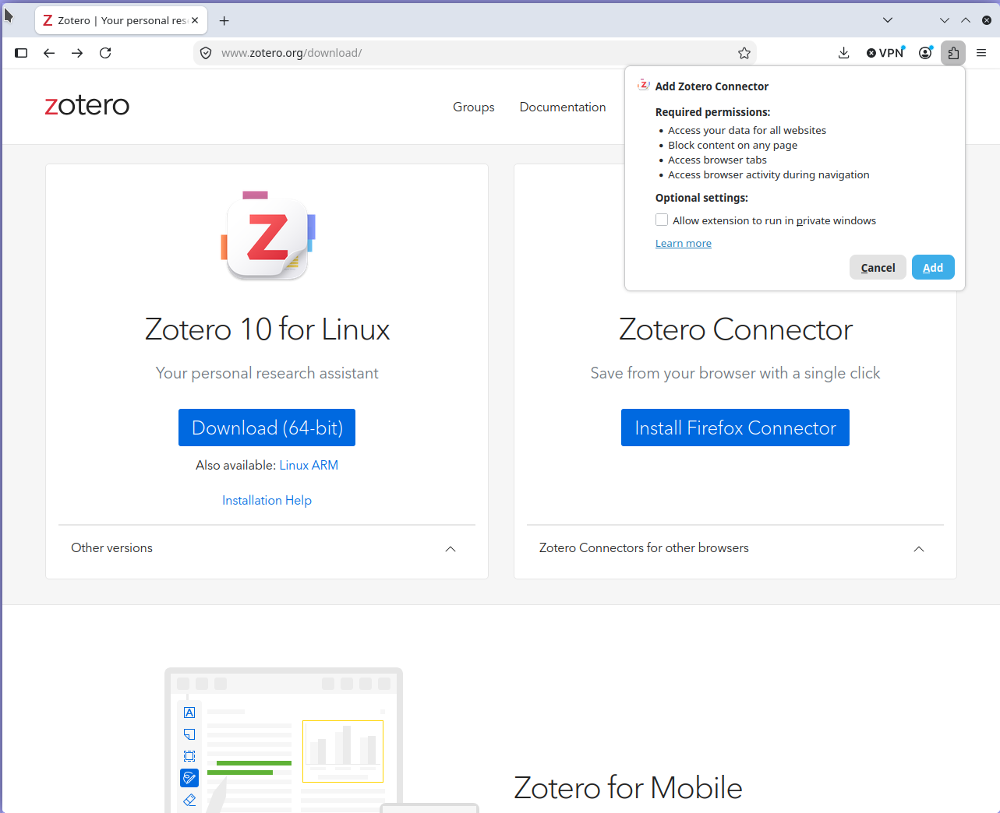 Zotero | Your personal res
www.zotero.org/download/
VPN
zotero
Groups
Documentation
Add Zotero Connector
Required permissions:
• Access your data for all websites
• Block content on any page
• Access browser tabs
• Access browser activity during navigation
Optional settings:
Allow extension to run in private windows
Learn more
Cancel
Add
Zotero 10 for Linux
Your personal research assistant
Download (64-bit)
Also available: Linux ARM
Installation Help
Other versions
Zotero Connector
Save from your browser with a single click
Install Firefox Connector
Zotero Connectors for other browsers
Zotero for Mobile